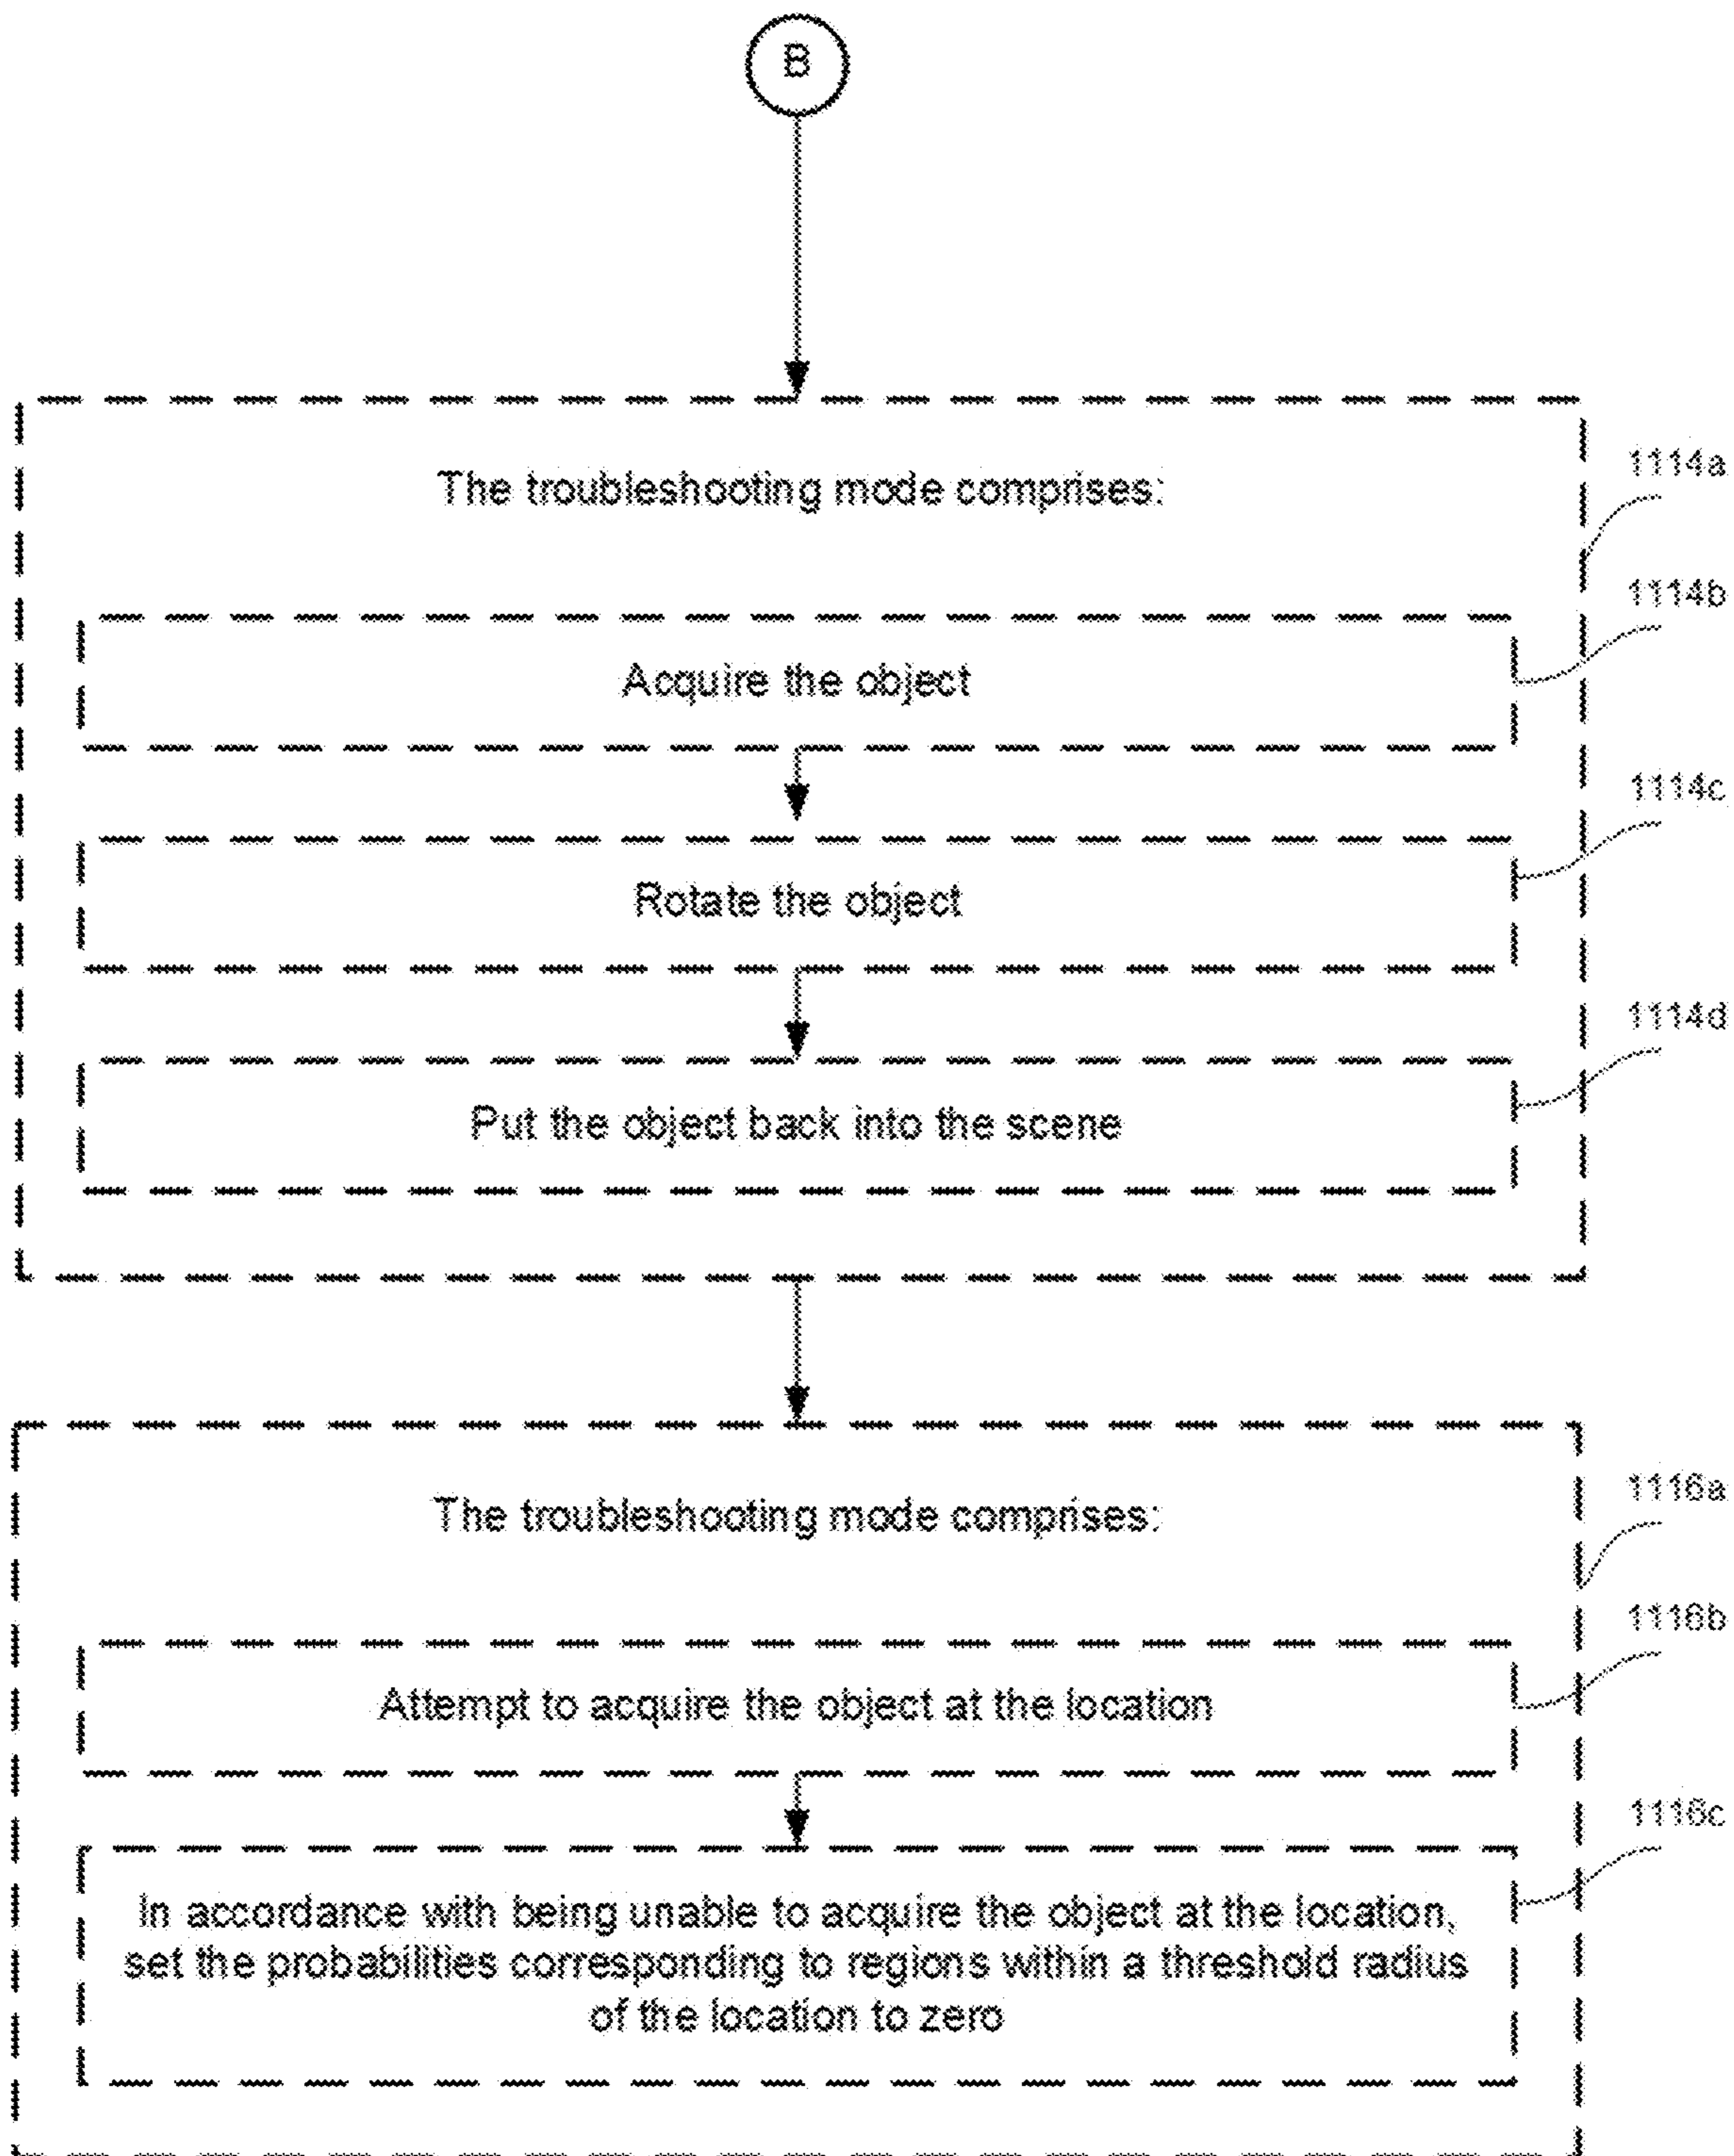 B
The troubleshooting mode comprises:
1114a
1114b
Acquire the object
1114c
Rotate the object
1114d
Put the object back into the scene
The troubleshooting mode comprises:
1116a
1116b
Attempt to acquire the object at the location
1116c
In accordance with being unable to acquire the object at the location,
set the probabilities corresponding to regions within a threshold radius
of the location to zero